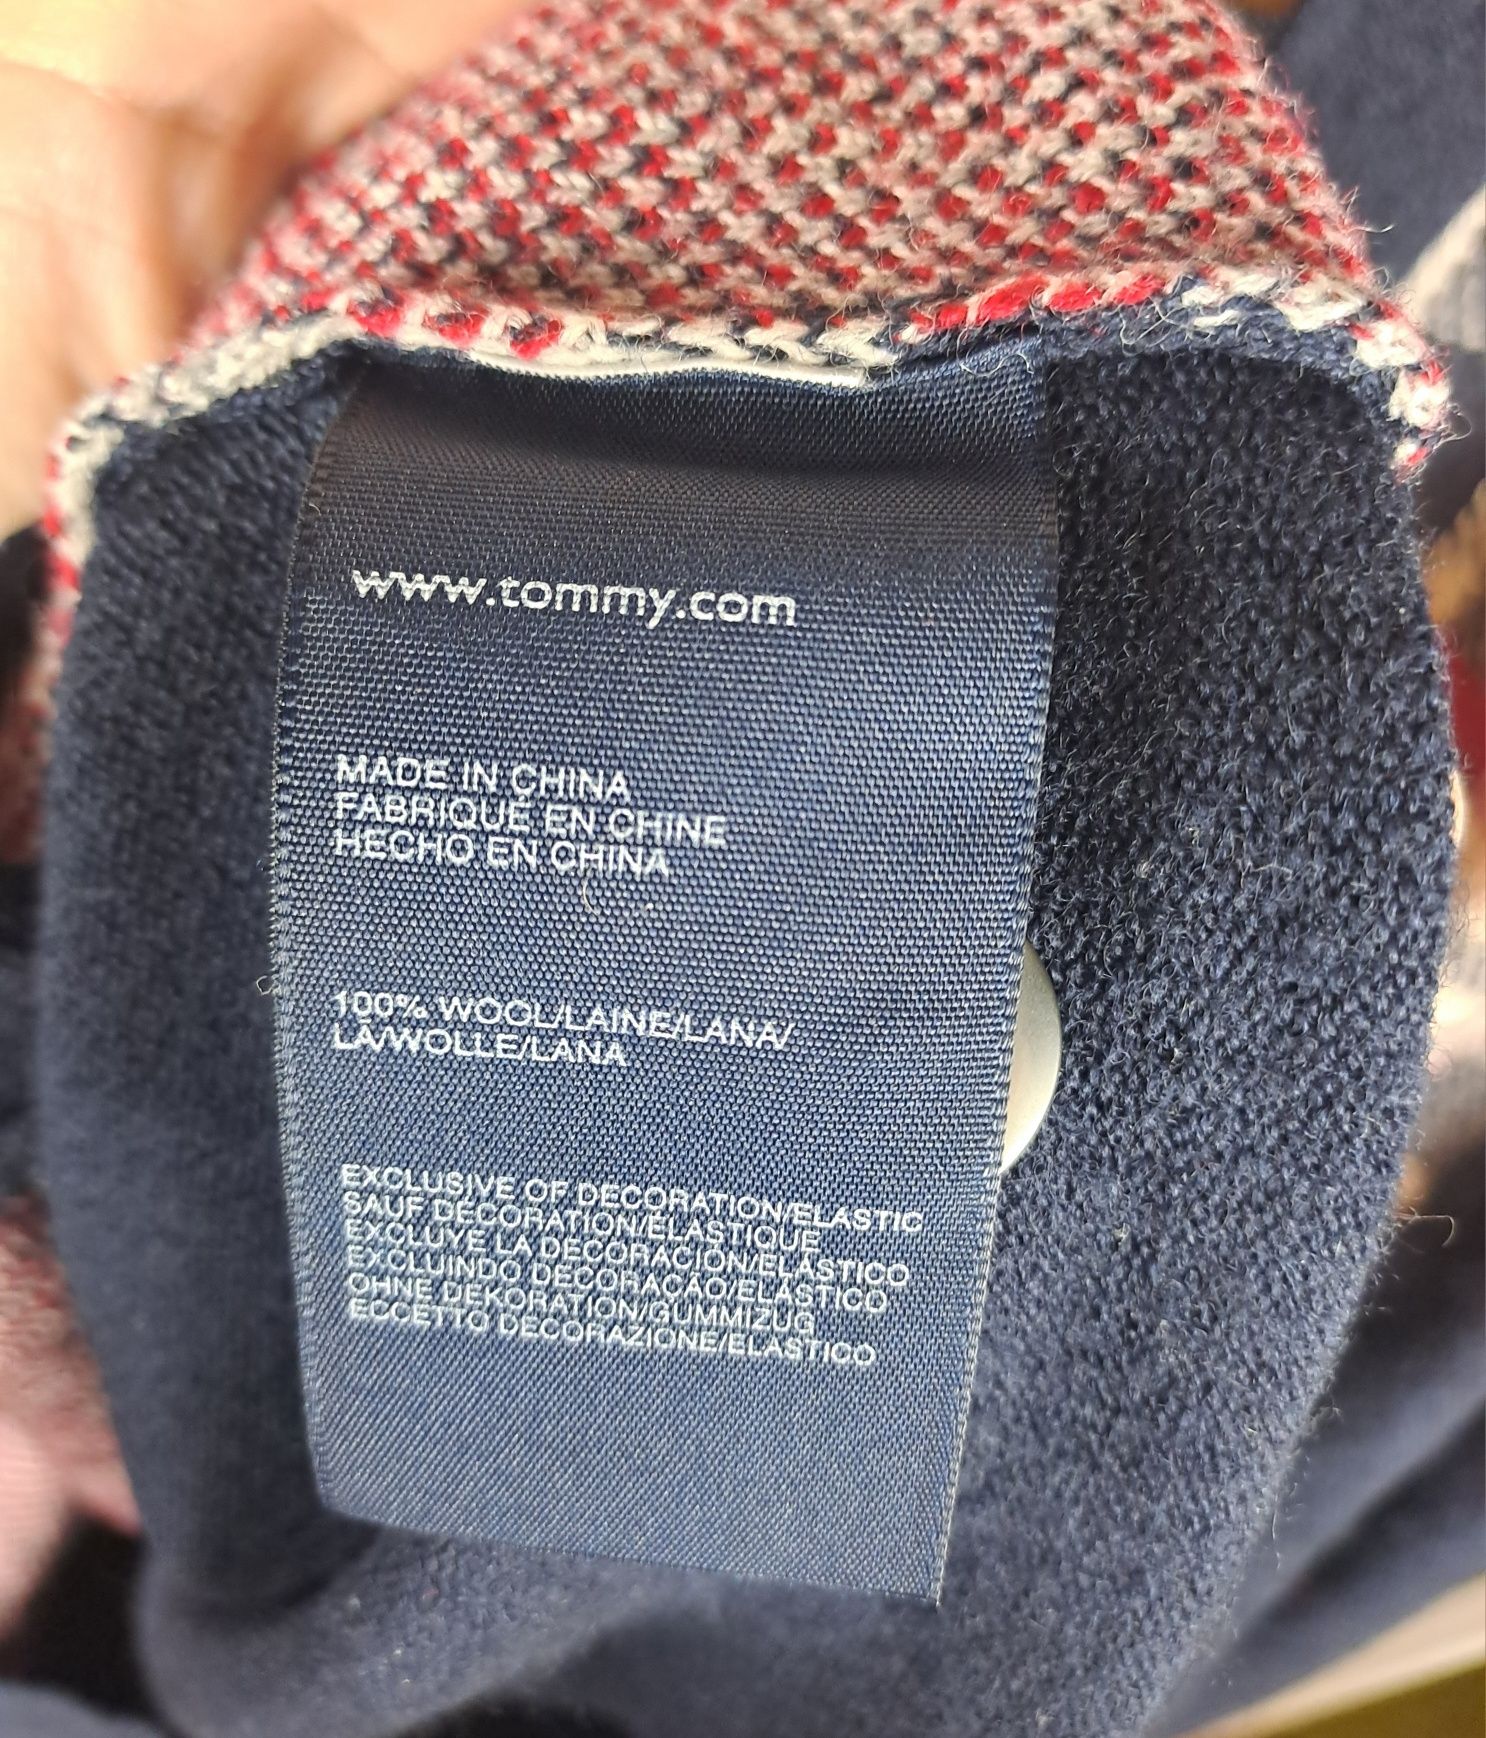 www.tommy.com
MADE IN CHINA
FABRIQUÉ EN CHINE
HECHO EN CHINA
100% WOOL/LAINE/LANA/
LÃ/WOLLE/LANA
EXCLUSIVE OF DECORATION/ELASTIC
SAUF DÉCORATION/ÉLASTIQUE
EXCLUYE LA DECORACIÓN/ELÁSTICO
EXCLUINDO DECORAÇÃO/ELÁSTICO
OHNE DEKORATION/GUMMIZUG
ECCETTO DECORAZIONE/ELASTICO